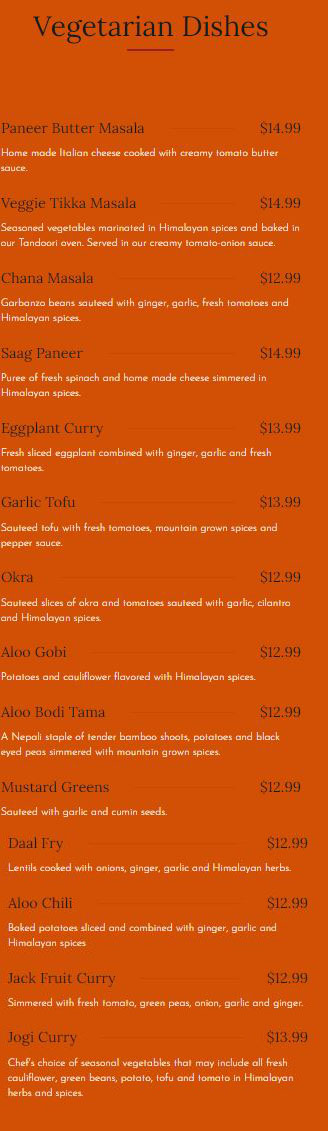 Vegetarian Dishes
Paneer Butter Masala $14.99
Home made Italian cheese cooked with creamy tomato butter
sauce.
Veggie Tikka Masala $14.99
Seasoned vegetables marinated in Himalayan spices and baked in
our Tandoori oven. Served in our creamy tomato-onion sauce.
Chana Masala $12.99
Garbanzo beans sauteed with ginger, garlic, fresh tomatoes and
Himalayan spices.
Saag Paneer $14.99
Puree of fresh spinach and home made cheese simmered in
Himalayan spices.
Eggplant Curry $13.99
Fresh sliced eggplant combined with ginger, garlic and fresh
tomatoes.
Garlic Tofu $13.99
Sauteed tofu with fresh tomatoes, mountain grown spices and
pepper sauce.
Okra $12.99
Sauteed slices of okra and tomatoes sauteed with garlic, cilantro
and Himalayan spices.
Aloo Gobi $12.99
Potatoes and cauliflower flavored with Himalayan spices.
Aloo Bodi Tama $12.99
A Nepali staple of tender bamboo shoots, potatoes and black
eyed peas simmered with mountain grown spices.
Mustard Greens $12.99
Sauteed with garlic and cumin seeds.
Daal Fry $12.99
Lentils cooked with onions, ginger, garlic and Himalayan herbs.
Aloo Chili $12.99
Baked potatoes sliced and combined with ginger, garlic and
Himalayan spices
Jack Fruit Curry $12.99
Simmered with fresh tomato, green peas, onion, garlic and ginger.
Jogi Curry $13.99
Chef's choice of seasonal vegetables that may include all fresh
cauliflower, green beans, potato, tofu and tomato in Himalayan
herbs and spices.